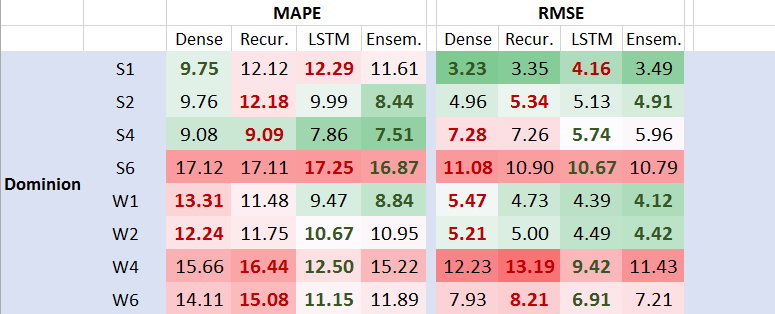 MAPE RMSE
Dense Recur. LSTM Ensem. Dense Recur. LSTM Ensem.
S1 9.75 12.12 12.29 11.61 3.23 3.35 4.16 3.49
S2 9.76 12.18 9.99 8.44 4.96 5.34 5.13 4.91
S4 9.08 9.09 7.86 7.51 7.28 7.26 5.74 5.96
S6 17.12 17.11 17.25 16.87 11.08 10.90 10.67 10.79
Dominion
W1 13.31 11.48 9.47 8.84 5.47 4.73 4.39 4.12
W2 12.24 11.75 10.67 10.95 5.21 5.00 4.49 4.42
W4 15.66 16.44 12.50 15.22 12.23 13.19 9.42 11.43
W6 14.11 15.08 11.15 11.89 7.93 8.21 6.91 7.21